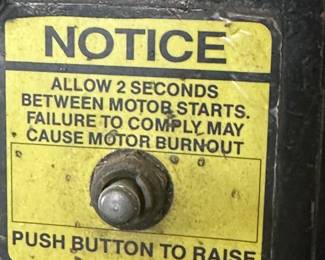 NOTICE
ALLOW 2 SECONDS
BETWEEN MOTOR STARTS.
FAILURE TO COMPLY MAY
CAUSE MOTOR BURNOUT
PUSH BUTTON TO RAISE